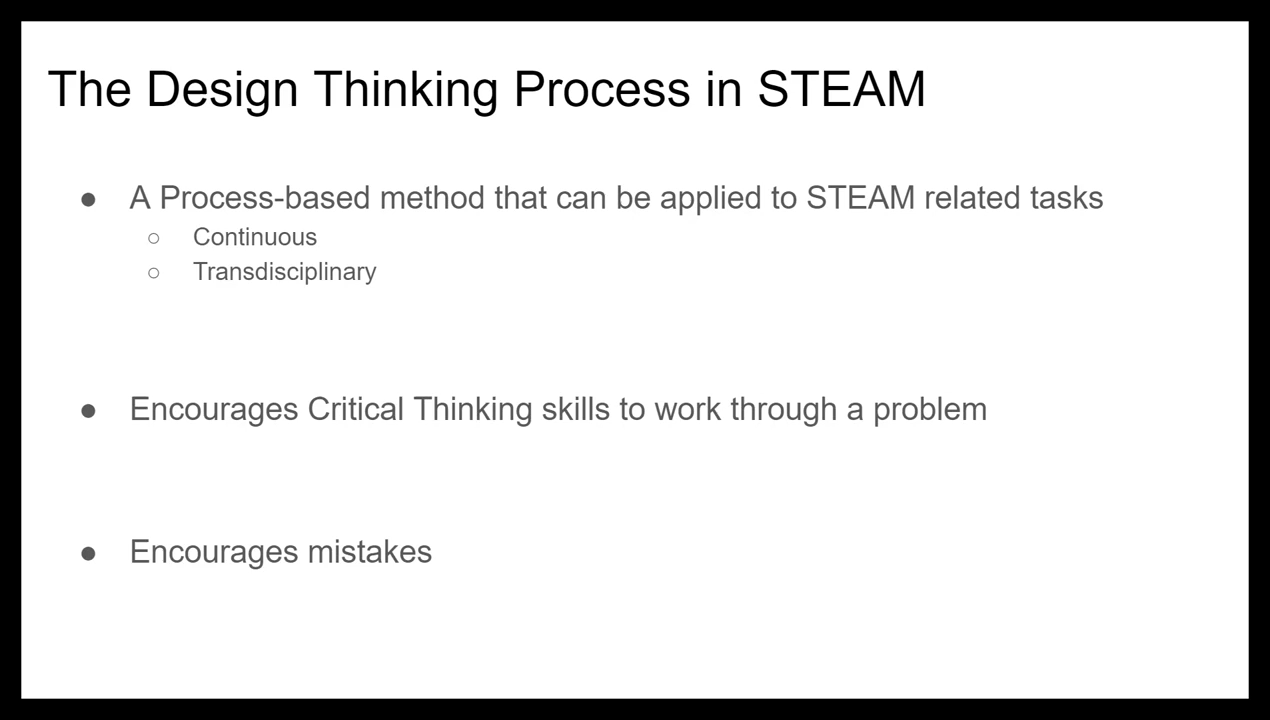 The Design Thinking Process in STEAM
● A Process-based method that can be applied to STEAM related tasks
○ Continuous
○ Transdisciplinary
● Encourages Critical Thinking skills to work through a problem
● Encourages mistakes